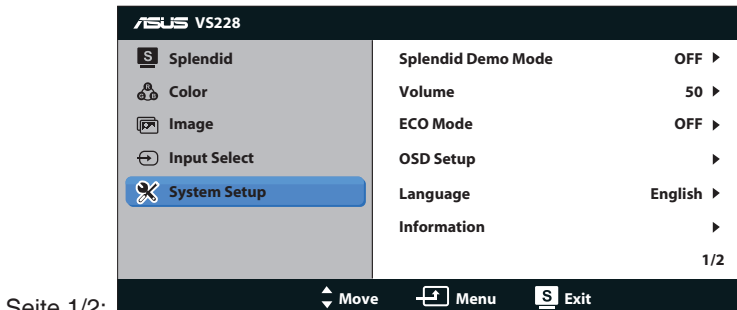 ASUS VS228
S Splendid
Color
Image
Input Select
System Setup
Splendid Demo Mode OFF
Volume 50
ECO Mode OFF
OSD Setup
Language English
Information
1/2
Seite 1/2:
Move Menu S Exit